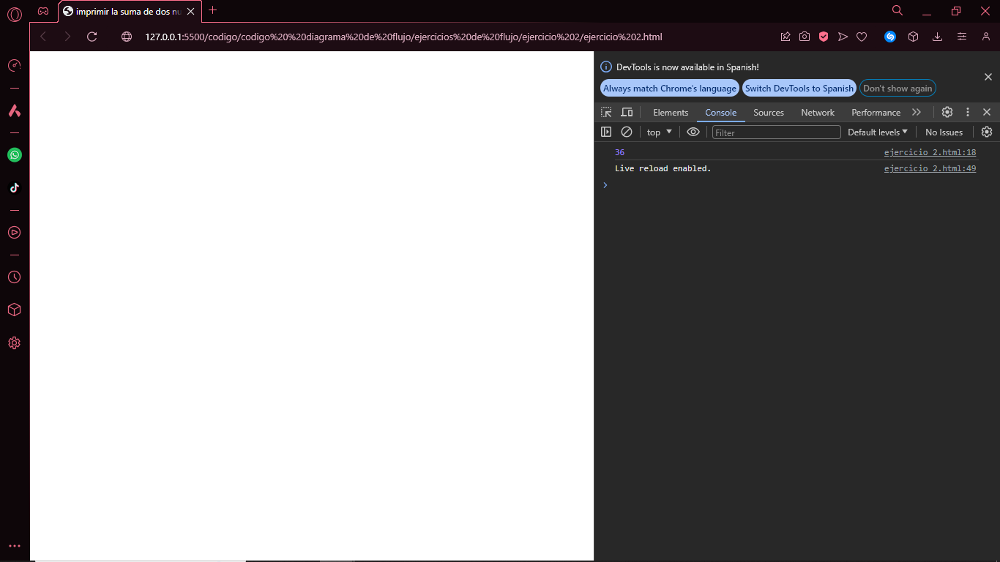 imprimir la suma de dos nu
127.0.0.1:5500/codigo/codigo%20%20diagrama%20de%20flujo/ejercicios%20de%20flujo/ejercicio%202/ejercicio%202.html
DevTools is now available in Spanish!
Always match Chrome's language Switch DevTools to Spanish Don't show again
Elements Console Sources Network Performance
top Filter Default levels No Issues
36 ejercicio 2.html:18
Live reload enabled. ejercicio 2.html:49